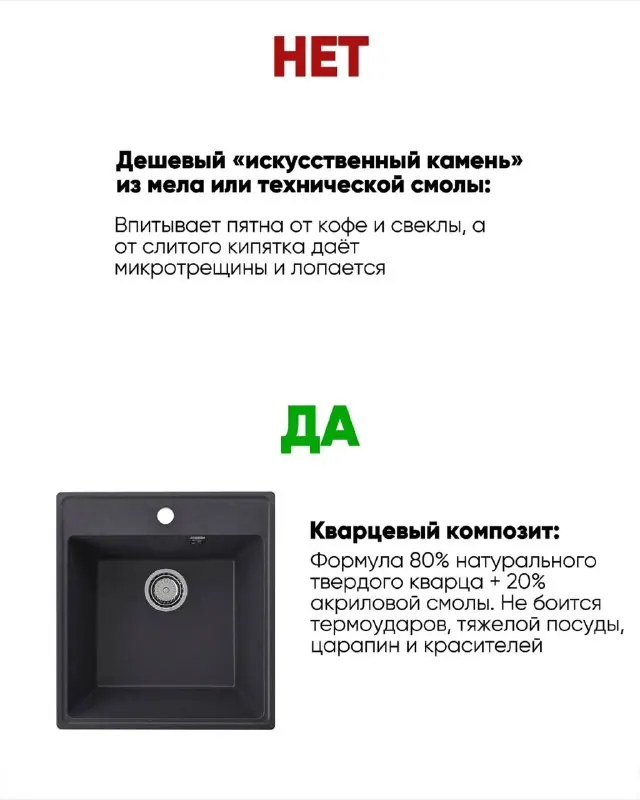 НЕТ
Дешевый «искусственный камень»
из мела или технической смолы:
Впитывает пятна от кофе и свеклы, а
от слитого кипятка даёт
микротрещины и лопается
ДА
Кварцевый композит:
Формула 80% натурального
твердого кварца + 20%
акриловой смолы. Не боится
термоударов, тяжелой посуды,
царапин и красителей